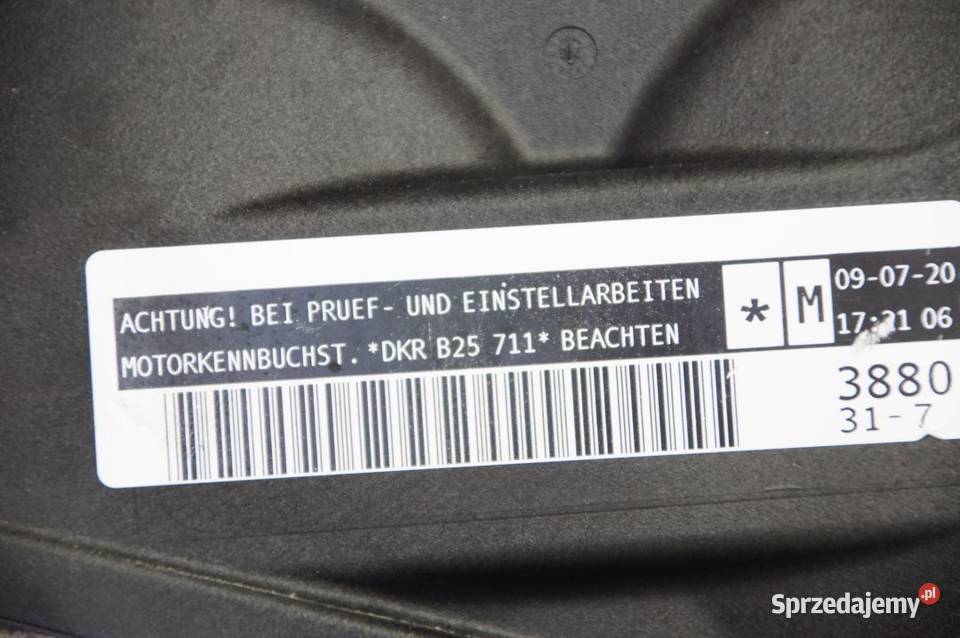 ACHTUNG! BEI PRUEF- UND EINSTELLARBEITEN
MOTORKENNBUCHST. *DKR B25 711* BEACHTEN
* M
09-07-20
17:21 06
3880
31-7
Sprzedajemy.pl